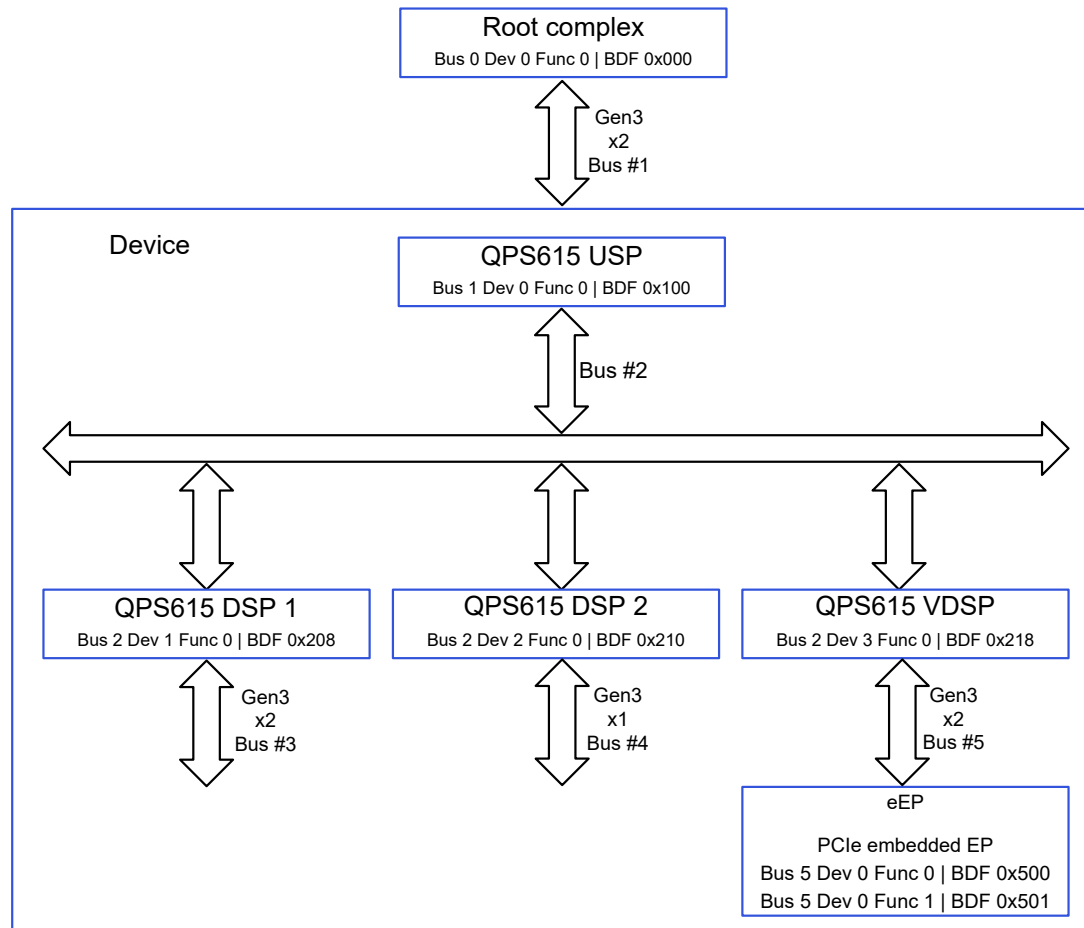 Root complex
Bus 0 Dev 0 Func 0 | BDF 0x000
Gen3
x2
Bus #1
Device
QPS615 USP
Bus 1 Dev 0 Func 0 | BDF 0x100
Bus #2
QPS615 DSP 1
Bus 2 Dev 1 Func 0 | BDF 0x208
QPS615 DSP 2
Bus 2 Dev 2 Func 0 | BDF 0x210
QPS615 VDSP
Bus 2 Dev 3 Func 0 | BDF 0x218
Gen3
x2
Bus #3
Gen3
x1
Bus #4
Gen3
x2
Bus #5
eEP
PCIe embedded EP
Bus 5 Dev 0 Func 0 | BDF 0x500
Bus 5 Dev 0 Func 1 | BDF 0x501